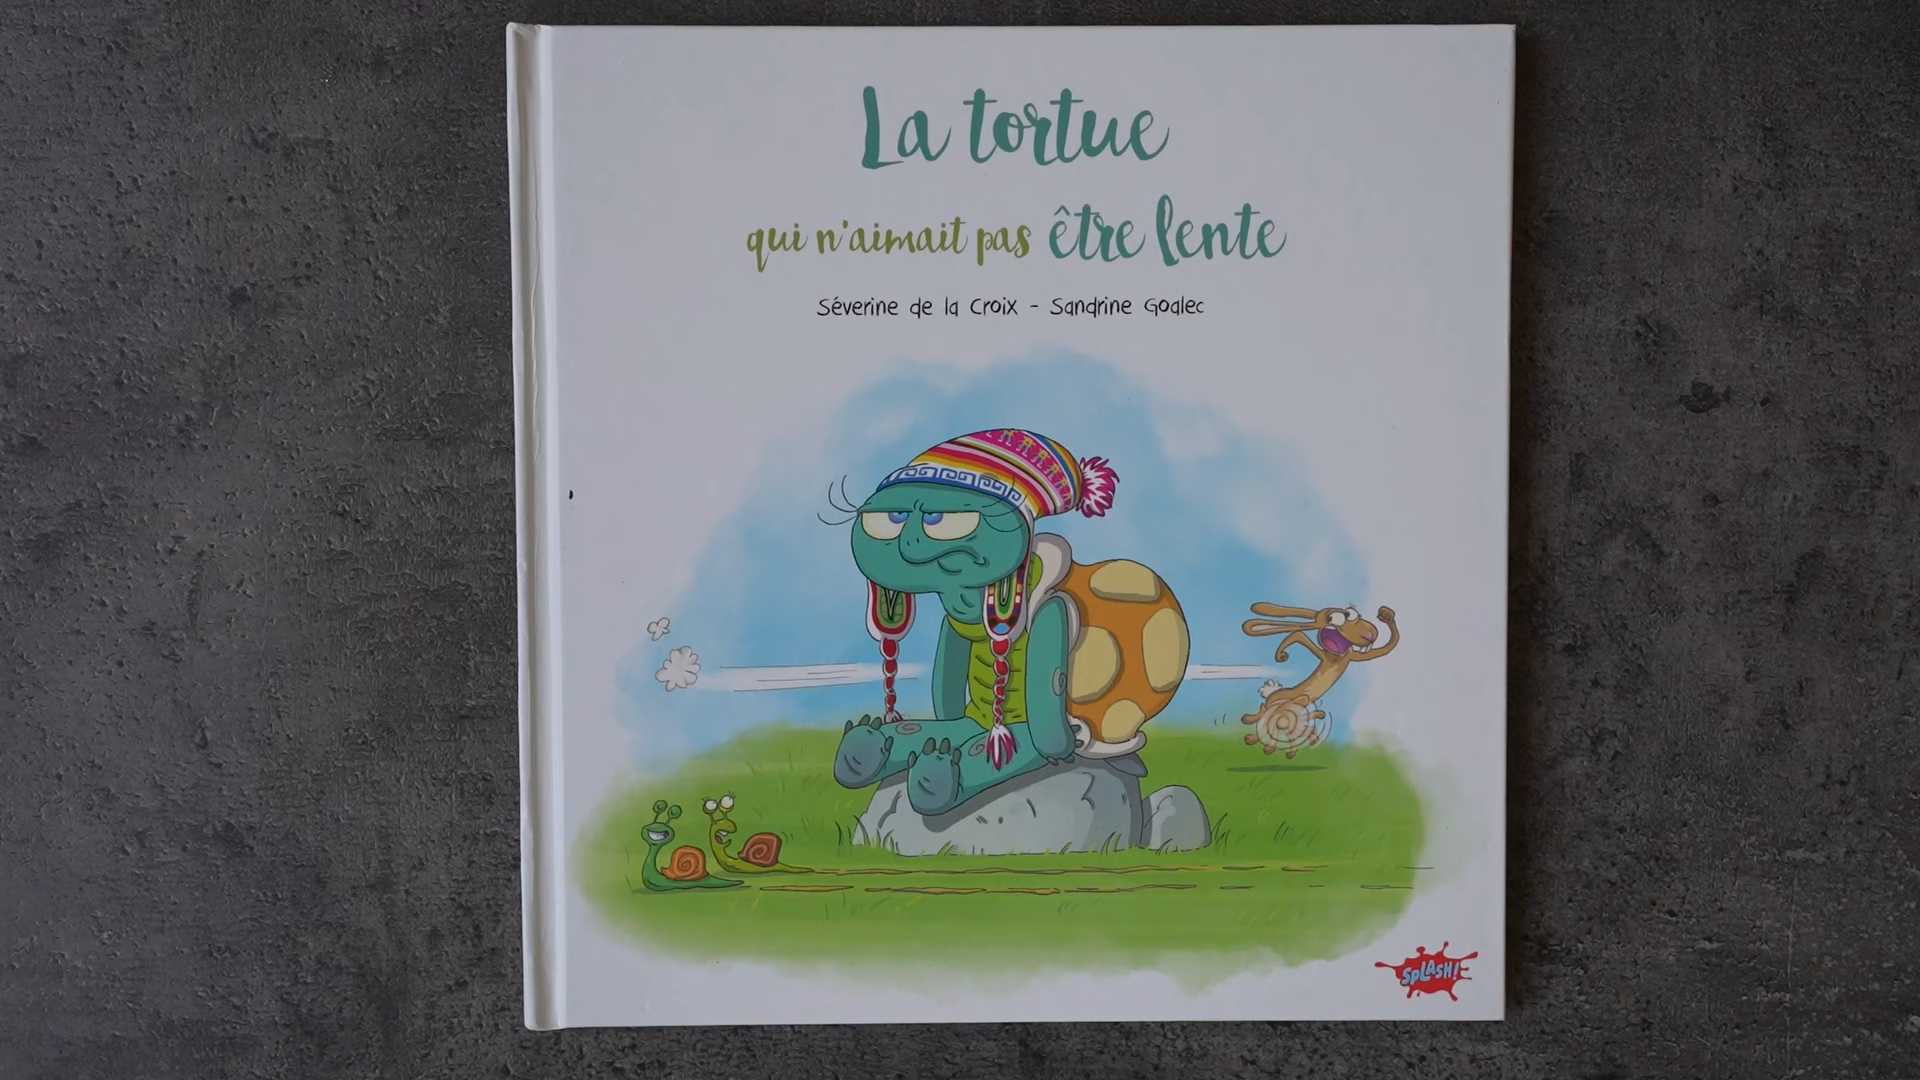 La tortue
qui n'aimait pas être lente
Séverine de la Croix - Sandrine Goalec
SPLASH!